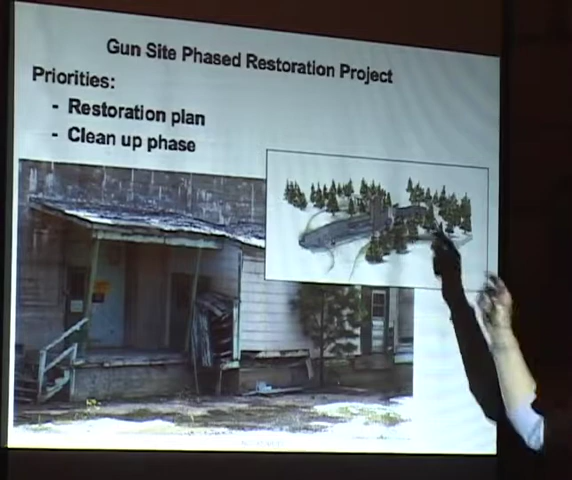 Gun Site Phased Restoration Project
Priorities:
- Restoration plan
- Clean up phase